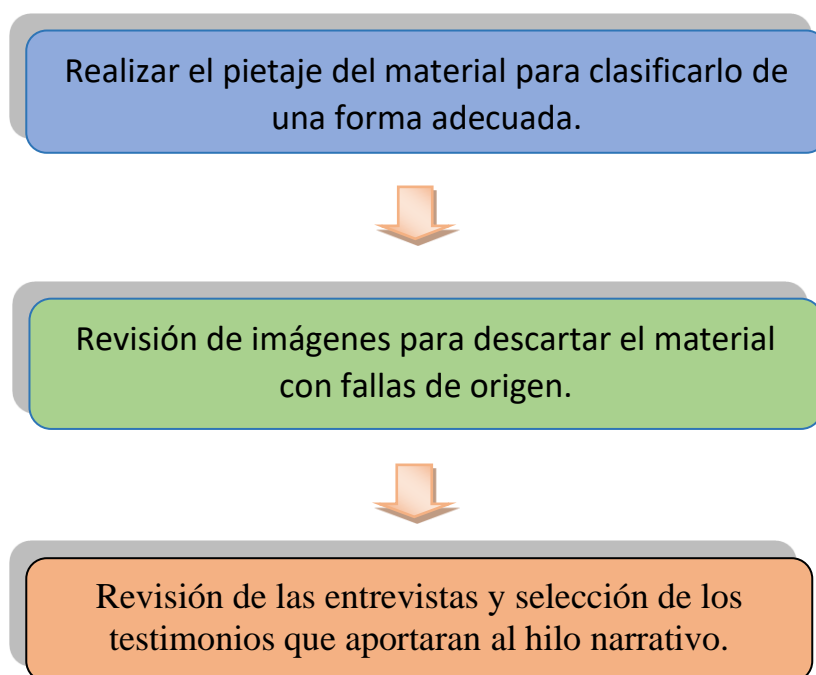 Realizar el pietaje del material para clasificarlo de
una forma adecuada.
Revisión de imágenes para descartar el material
con fallas de origen.
Revisión de las entrevistas y selección de los
testimonios que aportaran al hilo narrativo.